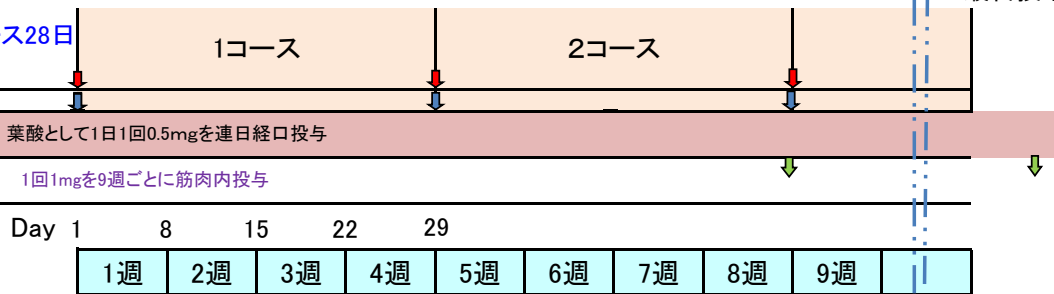 ス28日
1コース
2コース
葉酸として1日1回0.5mgを連日経口投与
1回1mgを9週ごとに筋肉内投与
Day 1 8 15 22 29
1週 2週 3週 4週 5週 6週 7週 8週 9週